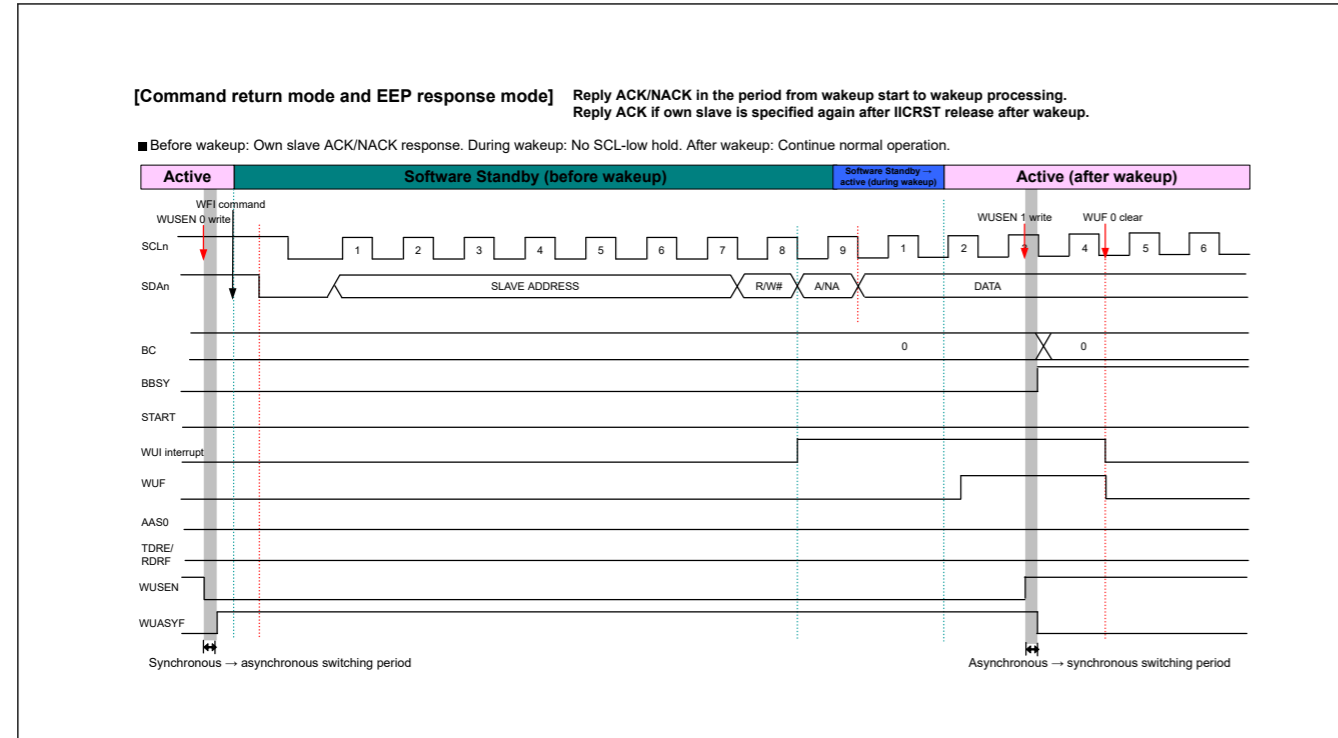 [Command return mode and EEP response mode] Reply ACK/NACK in the period from wakeup start to wakeup processing.
Reply ACK if own slave is specified again after IICRST release after wakeup.
■ Before wakeup: Own slave ACK/NACK response. During wakeup: No SCL-low hold. After wakeup: Continue normal operation.
Active Software Standby (before wakeup) Software Standby → active (during wakeup) Active (after wakeup)
WFI command
WUSEN 0 write WUSEN 1 write WUF 0 clear
SCLn 1 2 3 4 5 6 7 8 9 1 2 3 4 5 6
SDAn SLAVE ADDRESS R/W# A/NA DATA
BC 0 0
BBSY
START
WUI interrupt
WUF
AAS0
TDRE/
RDRF
WUSEN
WUASYF
Synchronous → asynchronous switching period Asynchronous → synchronous switching period